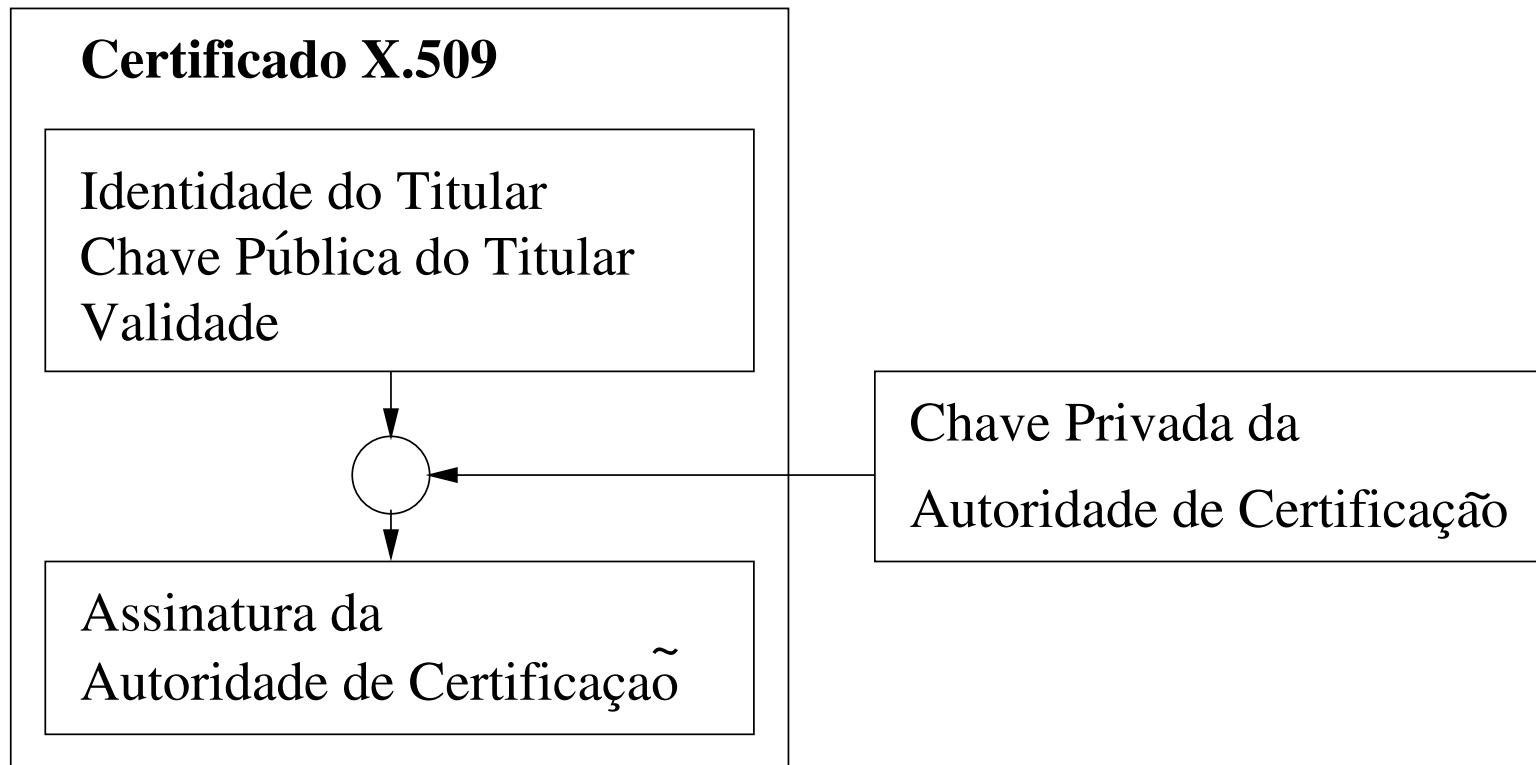 Certificado X.509
Identidade do Titular
Chave Pública do Titular
Validade
Chave Privada da
Autoridade de Certificação
Assinatura da
Autoridade de Certificaçaõ